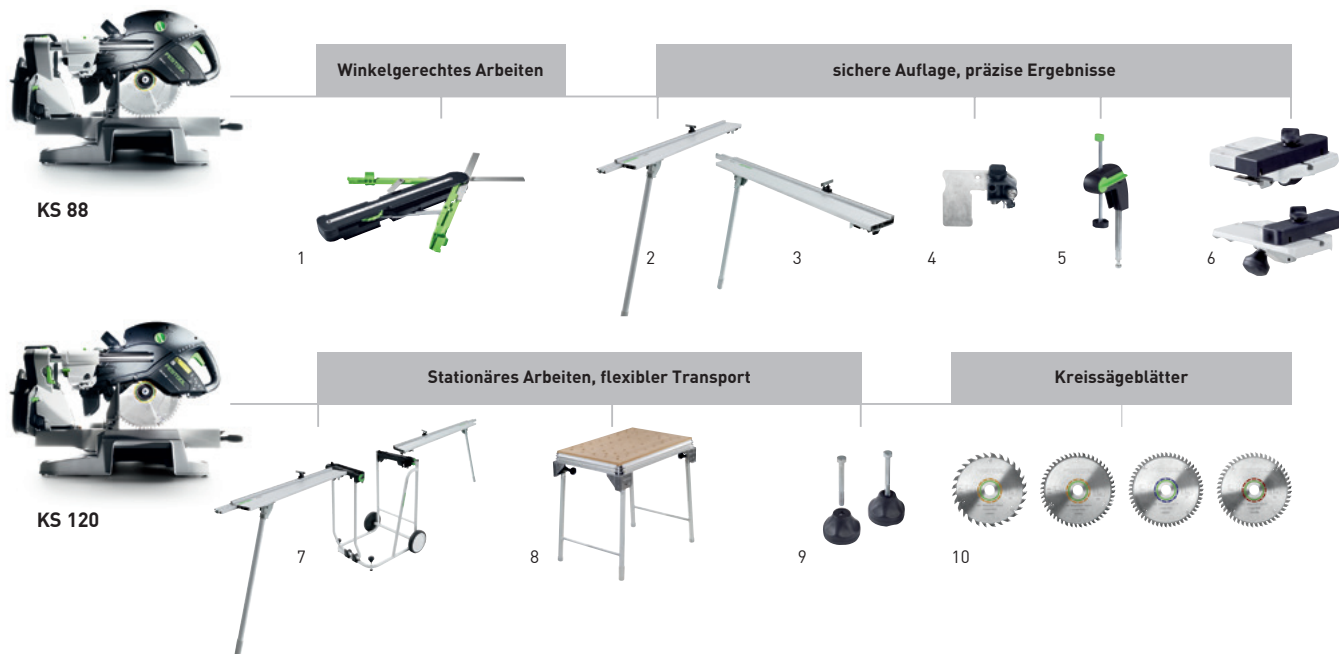 Winkelgerechtes Arbeiten
sichere Auflage, präzise Ergebnisse
KS 88
1
2
3
4
5
6
Stationäres Arbeiten, flexibler Transport
Kreissägeblätter
KS 120
7
8
9
10